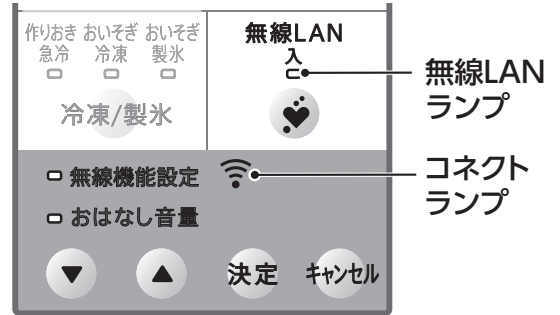 作りおき おいそぎ おいそぎ
急冷 冷凍 製氷
冷凍/製氷
無線LAN
入
無線LAN
ランプ
無線機能設定
コネクト
ランプ
おはなし音量
▼ ▲ 決定 キャンセル